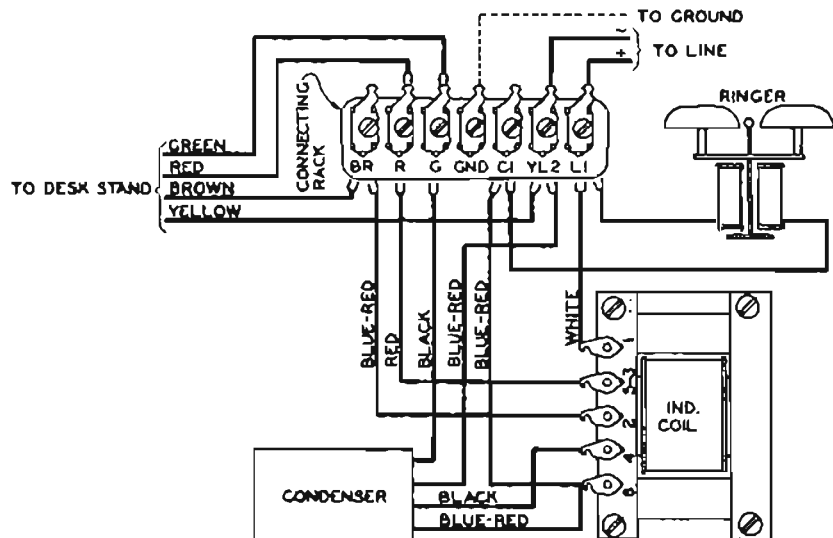 TO GROUND
~
TO LINE
+
RINGER
CONNECTING
RACK
GREEN
RED
BROWN
YELLOW
TO DESK STAND
BR R G GND C1 YL2 L1
BLUE-RED
RED
BLACK
BLUE-RED
BLUE-RED
WHITE
1
3
2
4
IND.
COIL
CONDENSER
BLACK
BLUE-RED